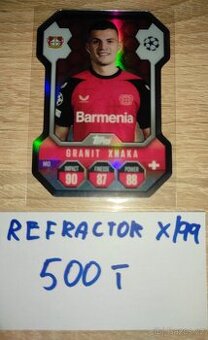 Barmenia
topps
GRANIT XHAKA
MID
IMPACT
90
FINESSE
87
POWER
88
REFRACTOR X/99
500 T